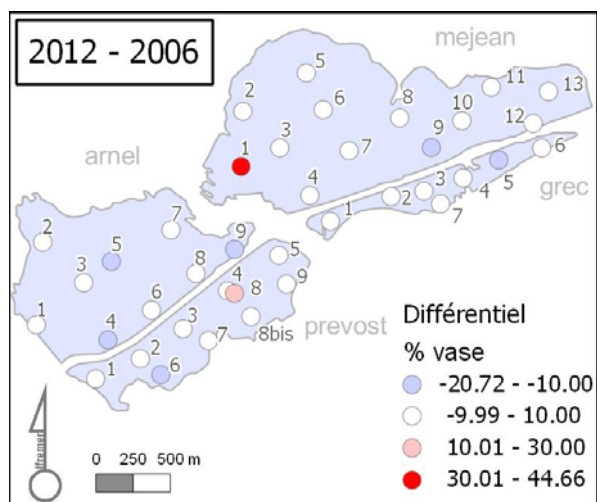 2012 - 2006
mejean
5
11
13
2
6
8
10
12
9
3
7
1
6
arnel
4
3
4
5
grec
2
7
1
7
2
9
5
5
3
8
4
8
9
6
prevost
1
4
3
7
8bis
2
6
1
Différentiel
% vase
-20.72 - -10.00
-9.99 - 10.00
10.01 - 30.00
30.01 - 44.66
Ifremer
0 250 500 m